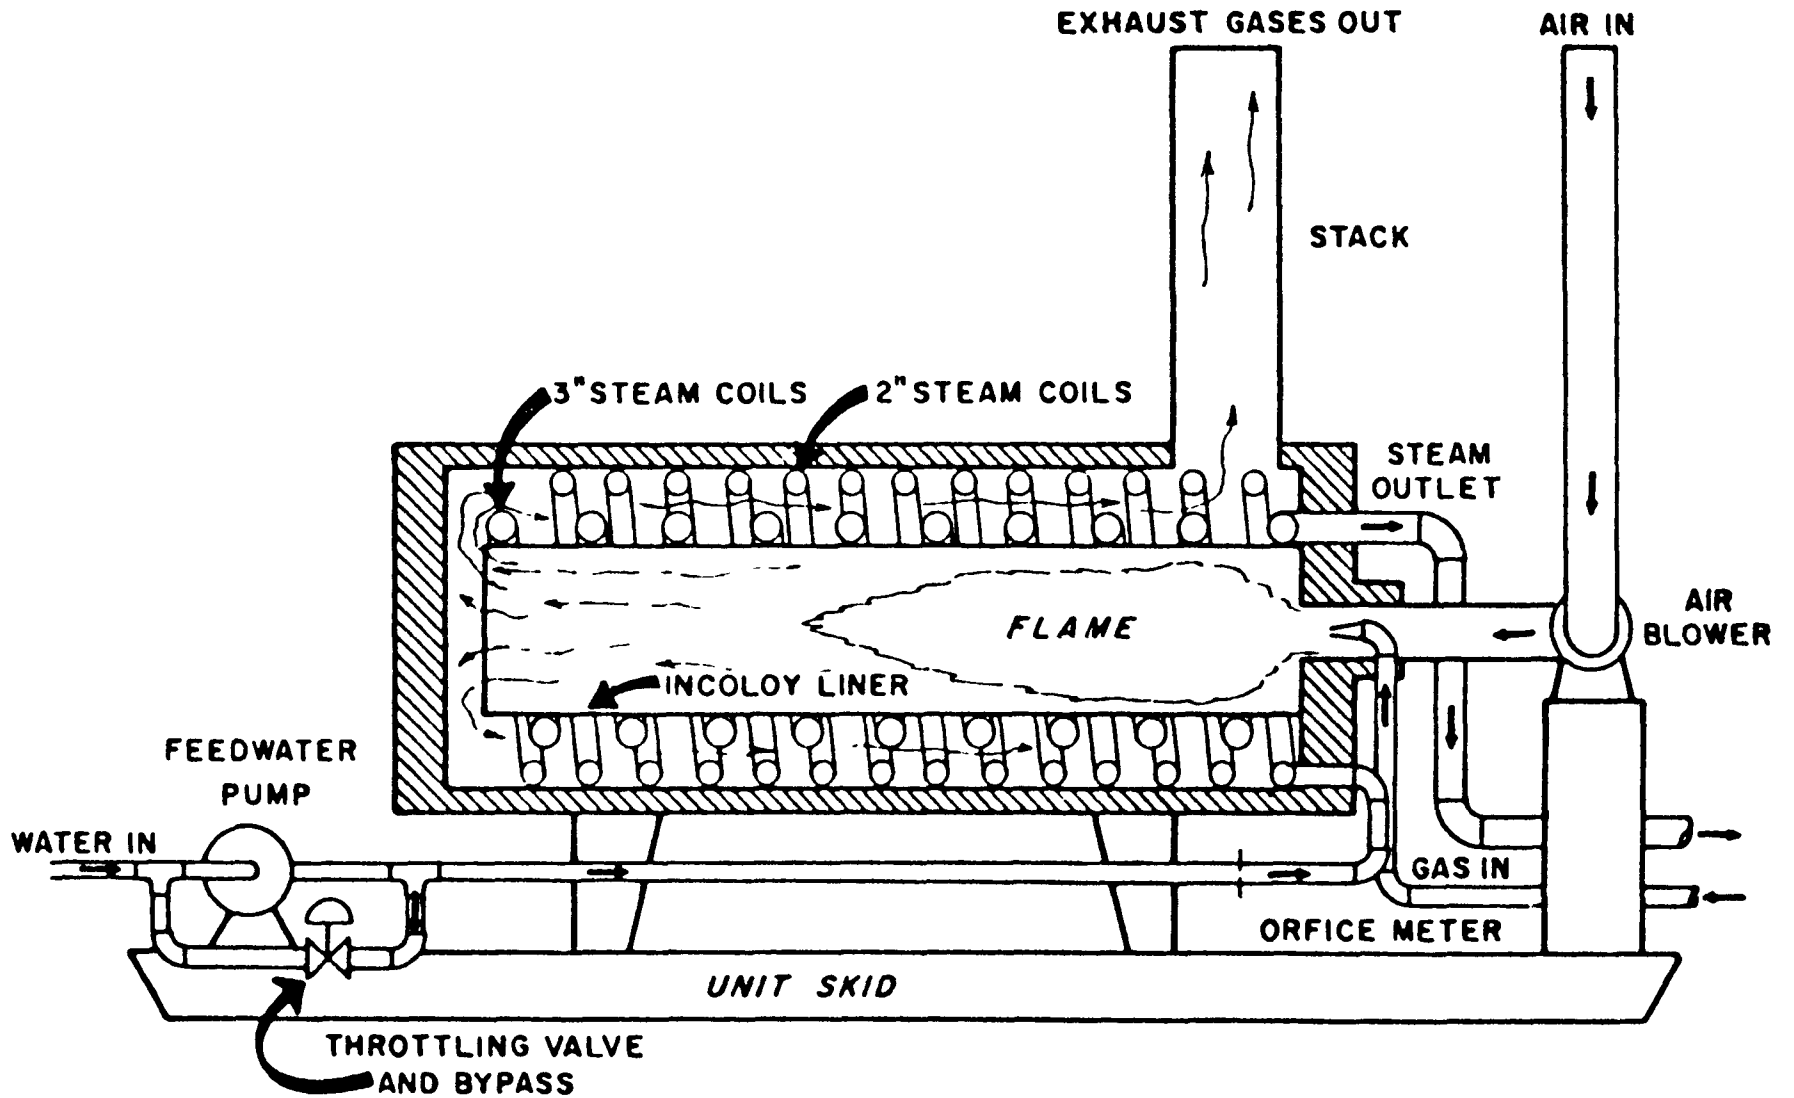 EXHAUST GASES OUT
AIR IN
STACK
3" STEAM COILS
2" STEAM COILS
STEAM
OUTLET
FLAME
AIR
BLOWER
INCOLOY LINER
FEEDWATER
PUMP
WATER IN
GAS IN
ORFICE METER
UNIT SKID
THROTTLING VALVE
AND BYPASS